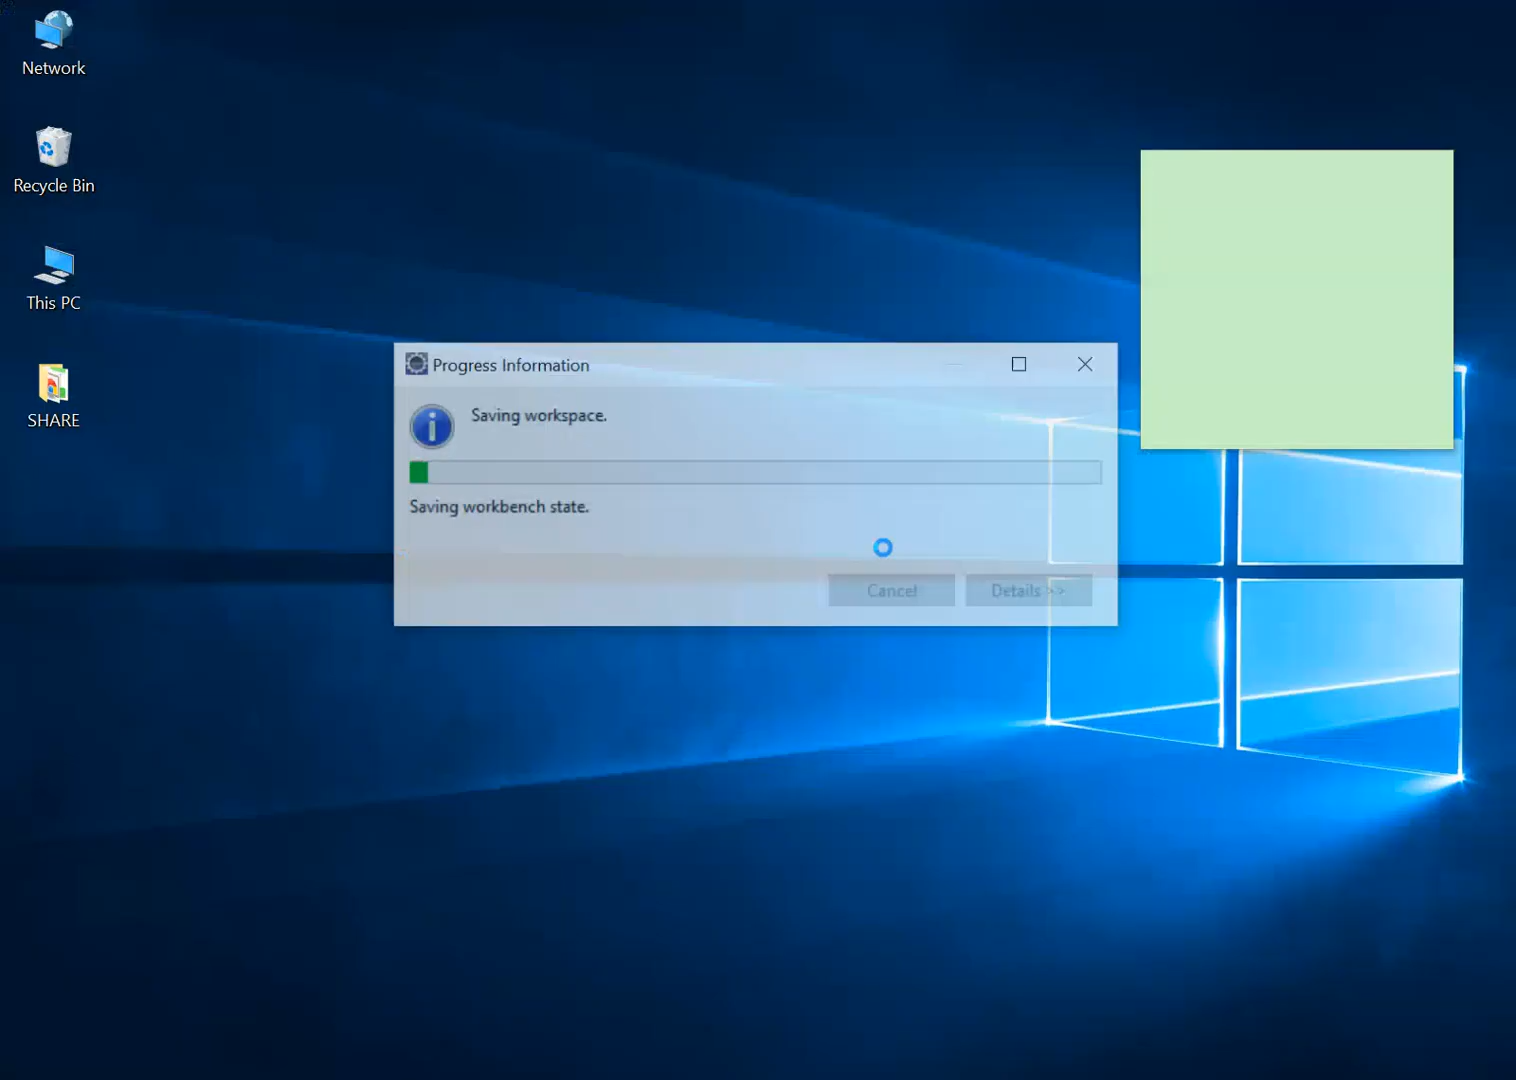 Network
Recycle Bin
This PC
SHARE
Progress Information
Saving workspace.
Saving workbench state.
Cancel
Details >>